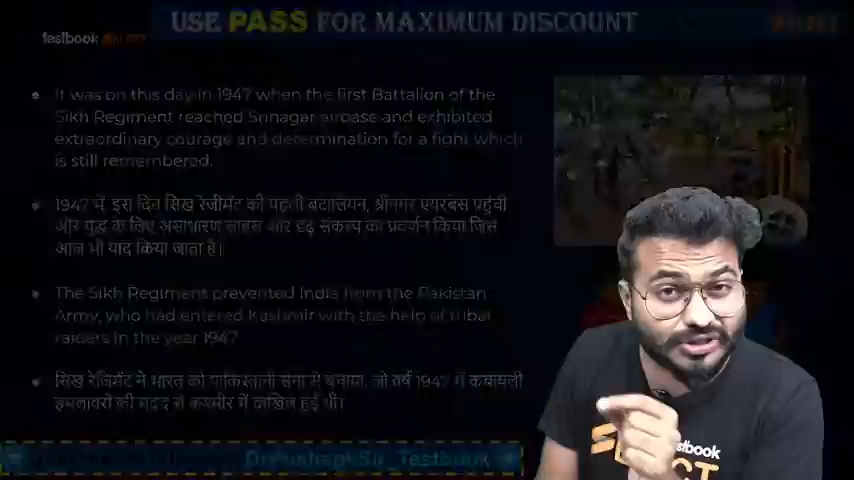 USE PASS FOR MAXIMUM DISCOUNT
testbook
It was on this day in 1947 when the first Battalion of the
Sikh Regiment reached Srinagar airbase and exhibited
extraordinary courage and determination for a fight which
is still remembered.
1947 में, इस दिन सिख रेजीमेंट की पहली बटालियन, श्रीनगर एयरबेस पहुंची
और युद्ध के लिए असाधारण साहस और दृढ़ संकल्प का प्रदर्शन किया जिसे
आज भी याद किया जाता है।
The Sikh Regiment prevented India from the Pakistan
Army, who had entered Kashmir with the help of tribal
raiders in the year 1947
सिख रेजिमेंट ने भारत को पाकिस्तानी सेना से बचाया, जो वर्ष 1947 में कबायली
हमलावरों की मदद से कश्मीर में दाखिल हुई थी।
Testbook
stbook
CT